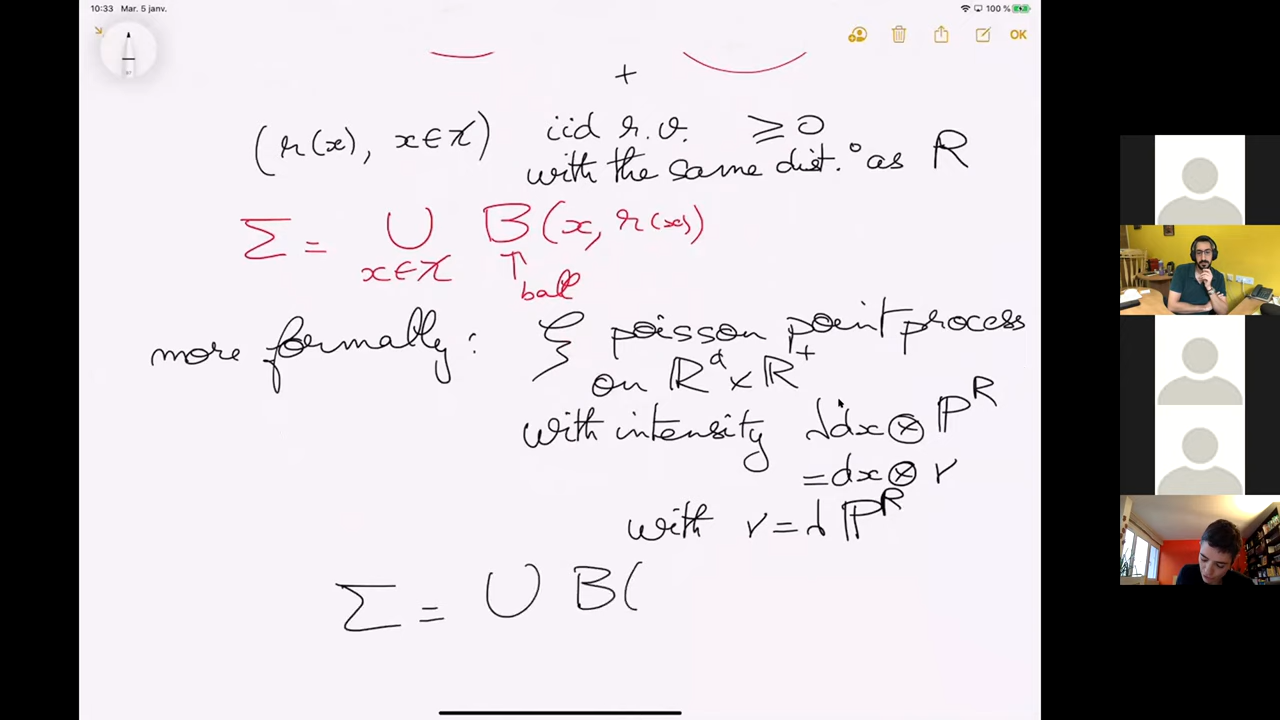 10:33 Mar. 5 janv. 100 %
OK
+
(r(x), x∈χ) iid r.v. ⩾0
with the same dist.° as R
Σ = ∪ B(x, r(x))
x∈χ ↑
ball
more formally: ξ poisson point process
on ℝᵈ×ℝ⁺
with intensity λdx⊗ℙᴿ
=dx⊗ν
with ν=λℙᴿ
Σ = ∪ B(